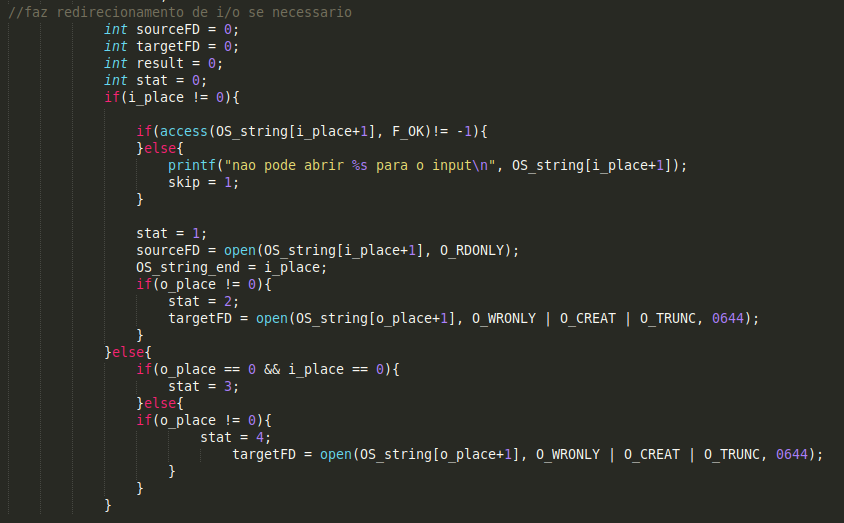 //faz redirecionamento de i/o se necessario
int sourceFD = 0;
int targetFD = 0;
int result = 0;
int stat = 0;
if(i_place != 0){
if(access(OS_string[i_place+1], F_OK)!= -1){
}else{
printf("nao pode abrir %s para o input\n", OS_string[i_place+1]);
skip = 1;
}
stat = 1;
sourceFD = open(OS_string[i_place+1], O_RDONLY);
OS_string_end = i_place;
if(o_place != 0){
stat = 2;
targetFD = open(OS_string[o_place+1], O_WRONLY | O_CREAT | O_TRUNC, 0644);
}
}else{
if(o_place == 0 && i_place == 0){
stat = 3;
}else{
if(o_place != 0){
stat = 4;
targetFD = open(OS_string[o_place+1], O_WRONLY | O_CREAT | O_TRUNC, 0644);
}
}
}